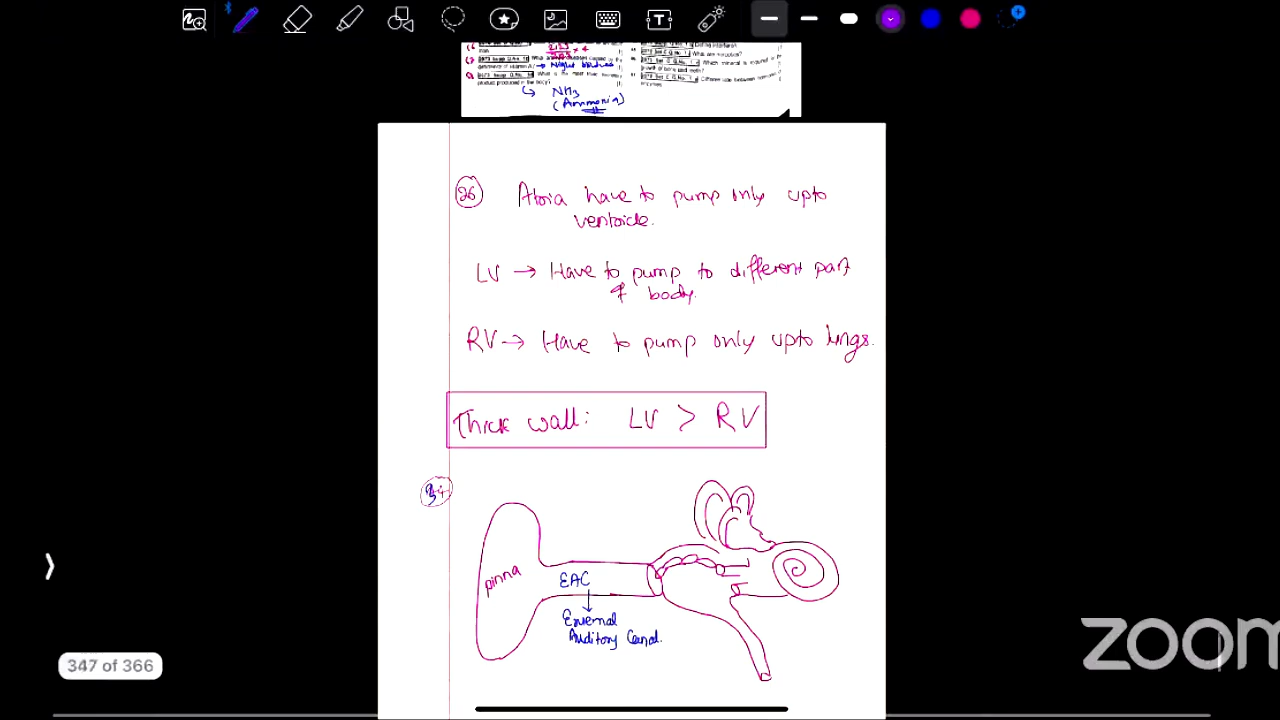 NH3
(Ammonia)
26 Atria have to pump only upto
ventricle.
LV → Have to pump to different part
of body.
RV → Have to pump only upto lungs.
Thick wall: LV > RV
34
pinna
EAC
External
Auditory Canal.
347 of 366
zoom